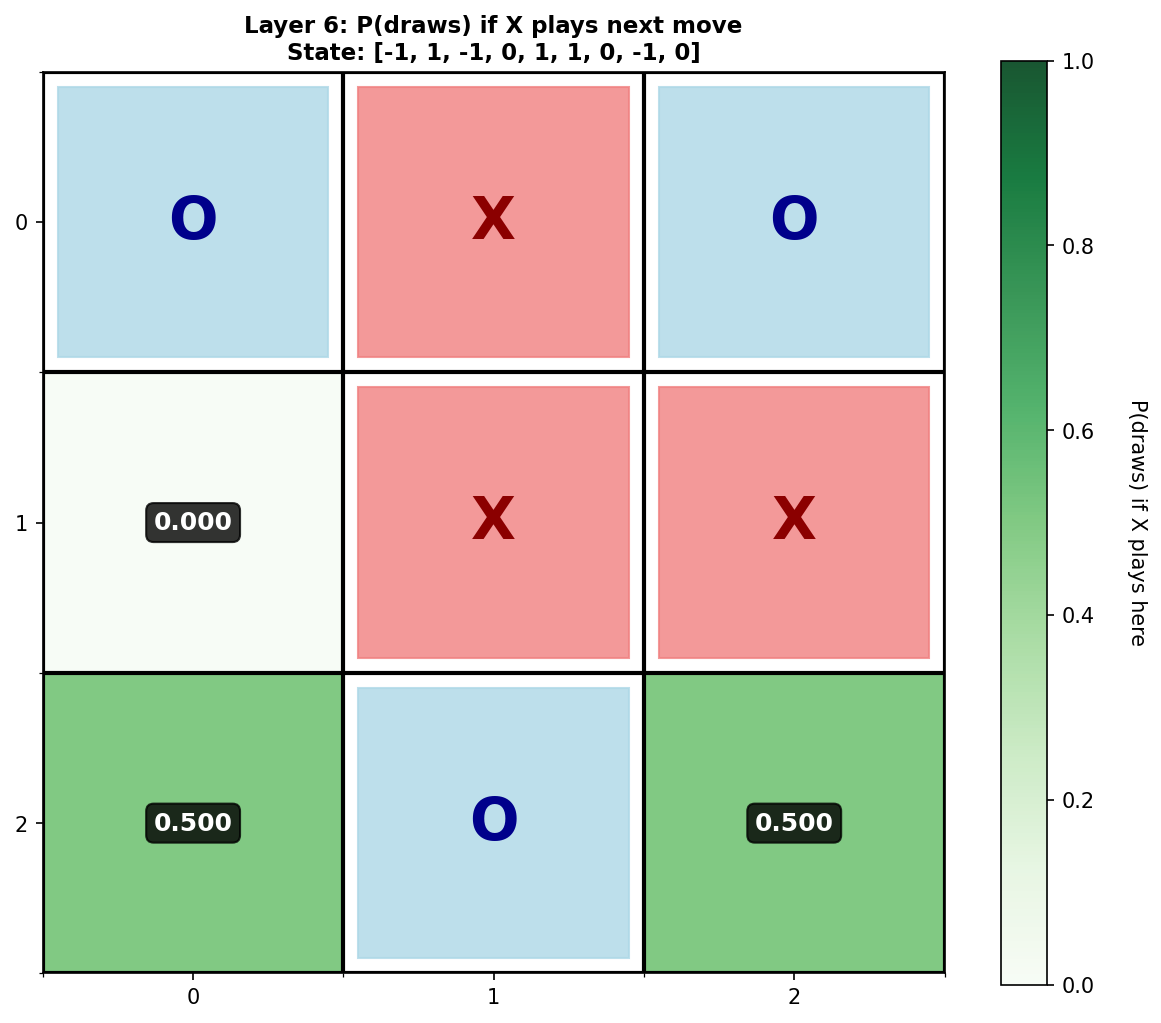 Layer 6: P(draws) if X plays next move
State: [-1, 1, -1, 0, 1, 1, 0, -1, 0]
O X O
0.000 X X
0.500 O 0.500
0
1
2
0 1 2
1.0
0.8
0.6
0.4
0.2
0.0
P(draws) if X plays here